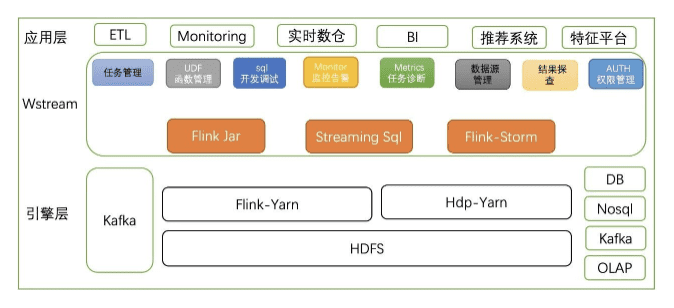 应用层
ETL
Monitoring
实时数仓
BI
推荐系统
特征平台
Wstream
任务管理
UDF
函数管理
sql
开发调试
Monitor
监控告警
Metrics
任务诊断
数据源
管理
结果探
查
AUTH
权限管理
Flink Jar
Streaming Sql
Flink-Storm
引擎层
Kafka
Flink-Yarn
Hdp-Yarn
HDFS
DB
Nosql
Kafka
OLAP